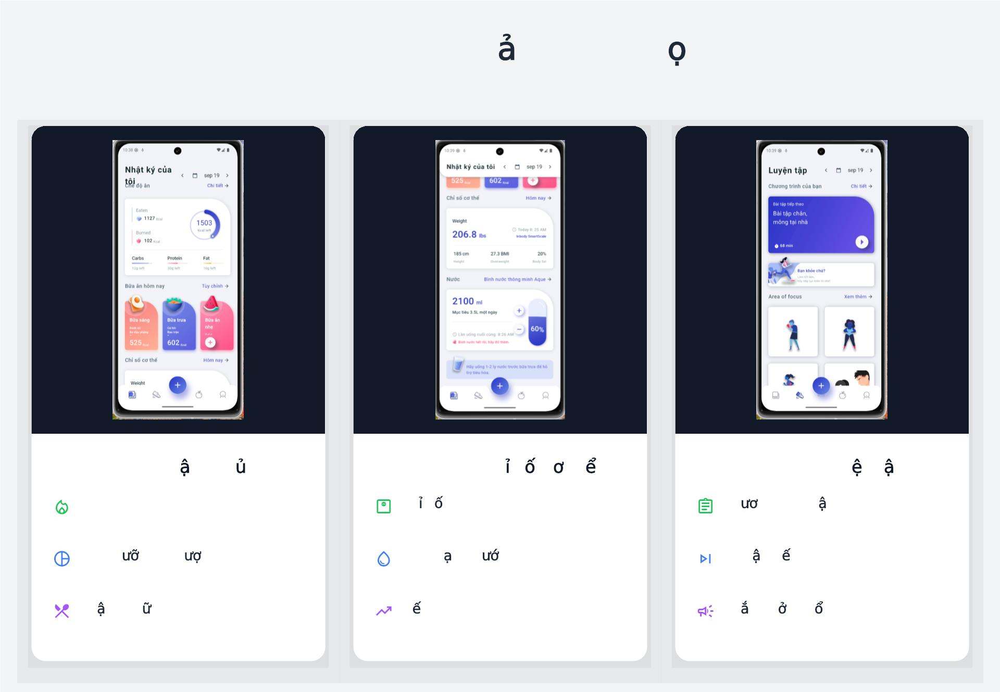 ả ọ
10:38
Nhật ký của tôi
sep 19
Chế độ ăn
Chi tiết →
Eaten
1127 Kcal
1503
Kcal left
Burned
102 Kcal
Carbs Protein Fat
12g left 30g left 10g left
Bữa ăn hôm nay
Tùy chỉnh →
Bữa sáng
Bánh mì
Bơ đậu phộng
525 Kcal
Bữa trưa
Cá hồi
Rau trộn
602 Kcal
Bữa ăn nhẹ
+
Chỉ số cơ thể
Hôm nay →
Weight
+
ậ ủ
ưỡ ượ
ậ ữ
10:39
Nhật ký của tôi
sep 19
525 Kcal
602 Kcal
+
Chỉ số cơ thể
Hôm nay →
Weight
206.8 lbs
Today 8: 25 AM
Inbody SmartScale
185 cm 27.3 BMI 20%
Height Overweight Body fat
Nước
Bình nước thông minh Aque →
2100 ml
Mục tiêu 3.5L một ngày
+
−
60%
Lần uống cuối cùng: 8:26 AM
Bình nước hết rồi, hãy đổ thêm.
Hãy uống 1-2 ly nước trước bữa trưa để hỗ
trợ tiêu hóa.
+
ỉ ố ơ ể
ỉ ố
ạ ướ
ế
10:39
Luyện tập
sep 19
Chương trình của bạn
Chi tiết →
Bài tập tiếp theo
Bài tập chân,
mông tại nhà
68 min
Bạn khỏe chứ?
Area of focus
Xem thêm →
+
ệ ậ
ươ ậ
ậ ế
ắ ở ổ